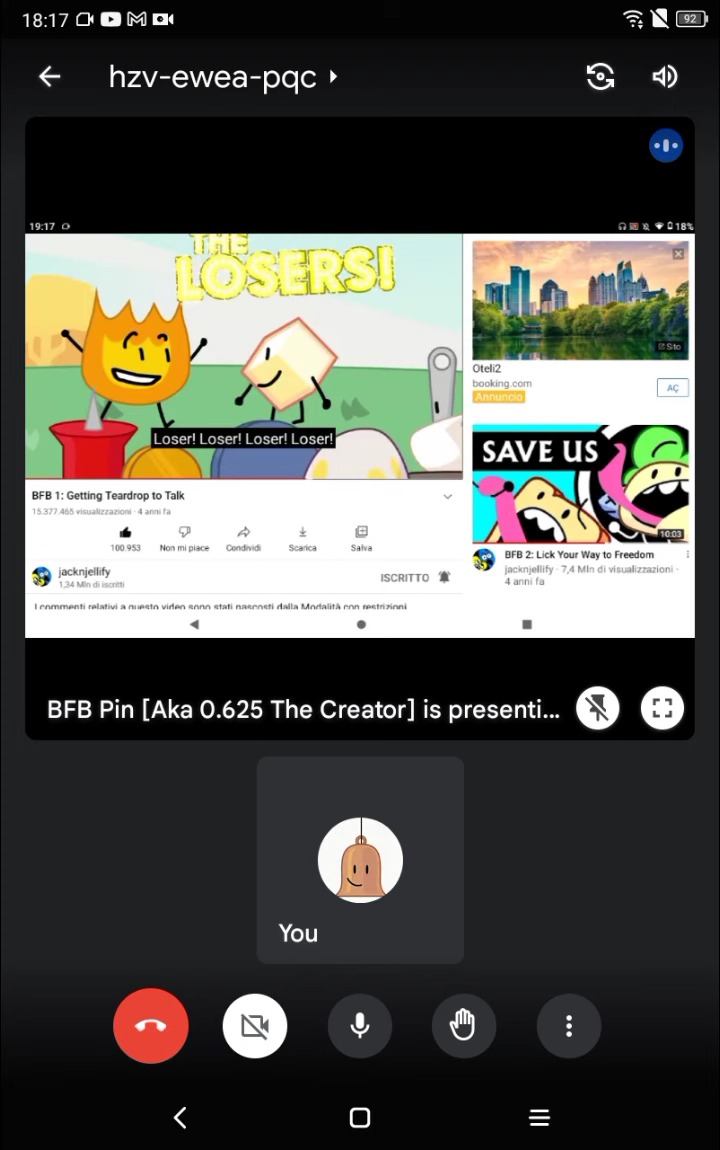 18:17
92
hzv-ewea-pqc
19:17
18%
THE
LOSERS!
Loser! Loser! Loser! Loser!
BFB 1: Getting Teardrop to Talk
15.377.465 visualizzazioni · 4 anni fa
100.953
Non mi piace
Condividi
Scarica
Salva
jacknjellify
1,34 Mln di iscritti
ISCRITTO
I commenti relativi a questo video sono stati nascosti dalla Modalità con restrizioni
Sito
Oteli2
booking.com
Annuncio
AÇ
SAVE US
10:03
BFB 2: Lick Your Way to Freedom
jacknjellify · 7,4 Mln di visualizzazioni ·
4 anni fa
BFB Pin [Aka 0.625 The Creator] is presenti...
You